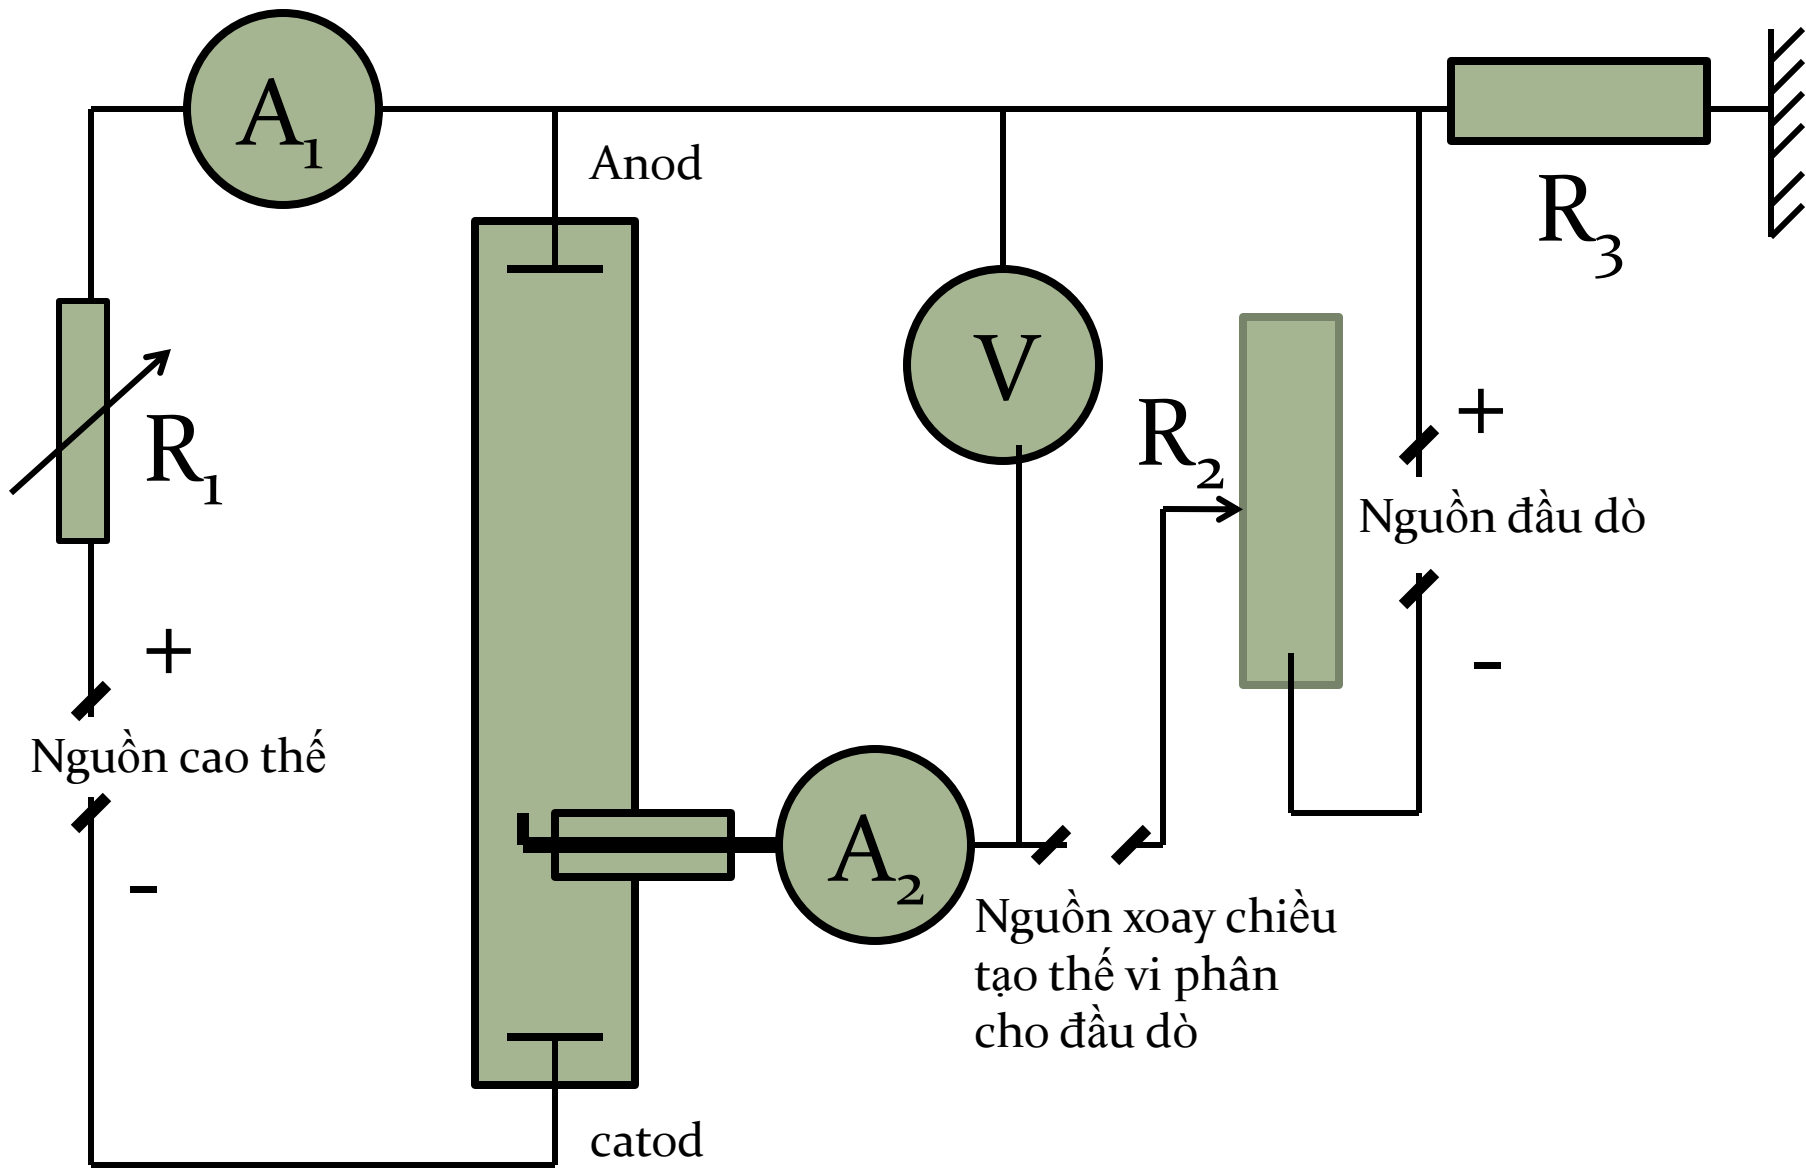 A₁
Anod
R₃
V
R₁
R₂
+
Nguồn đầu dò
+
-
Nguồn cao thế
A₂
-
Nguồn xoay chiều
tạo thế vi phân
cho đầu dò
catod